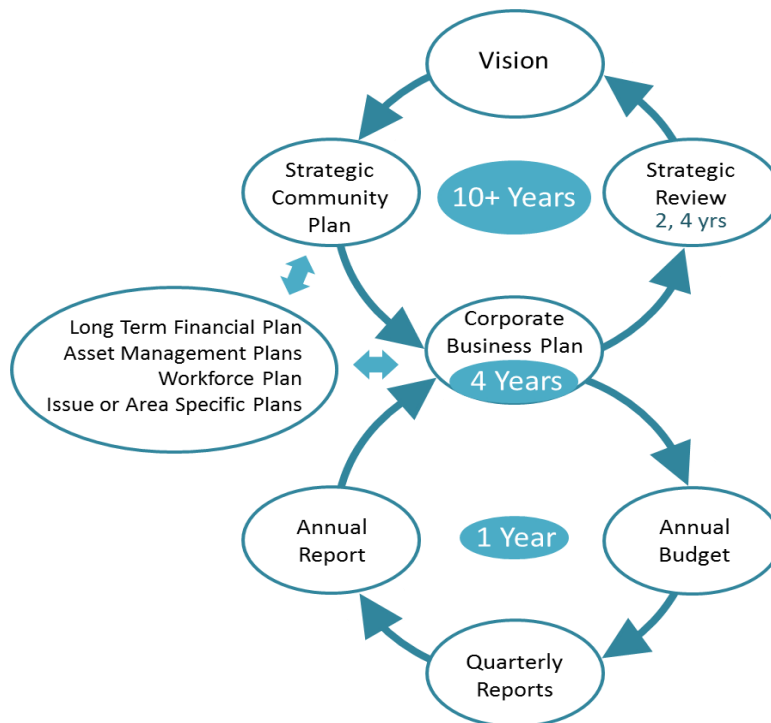 Vision
Strategic
Community
Plan
10+ Years
Strategic
Review
2, 4 yrs
Long Term Financial Plan
Asset Management Plans
Workforce Plan
Issue or Area Specific Plans
Corporate
Business Plan
4 Years
Annual
Report
1 Year
Annual
Budget
Quarterly
Reports